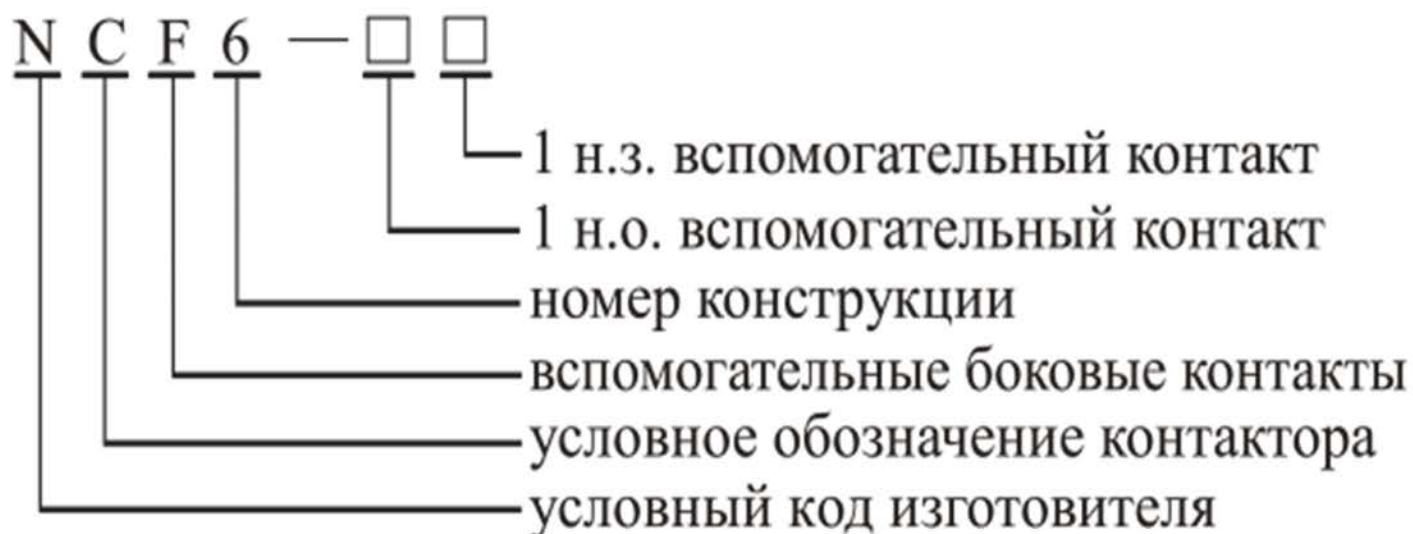 N C F 6 — □ □
1 н.з. вспомогательный контакт
1 н.о. вспомогательный контакт
номер конструкции
вспомогательные боковые контакты
условное обозначение контактора
условный код изготовителя